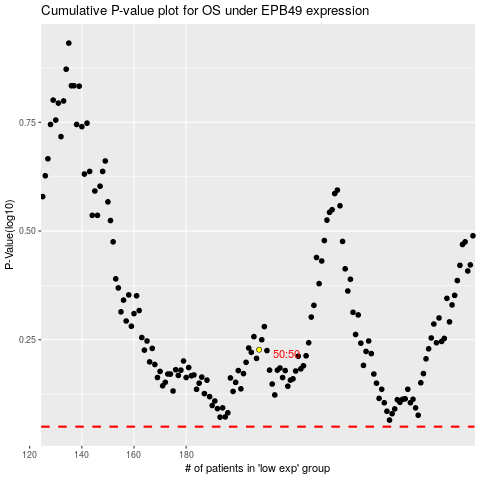 Cumulative P-value plot for OS under EPB49 expression
P-Value(log10)
0.75
0.50
0.25
50:50
120 140 160 180
# of patients in 'low exp' group